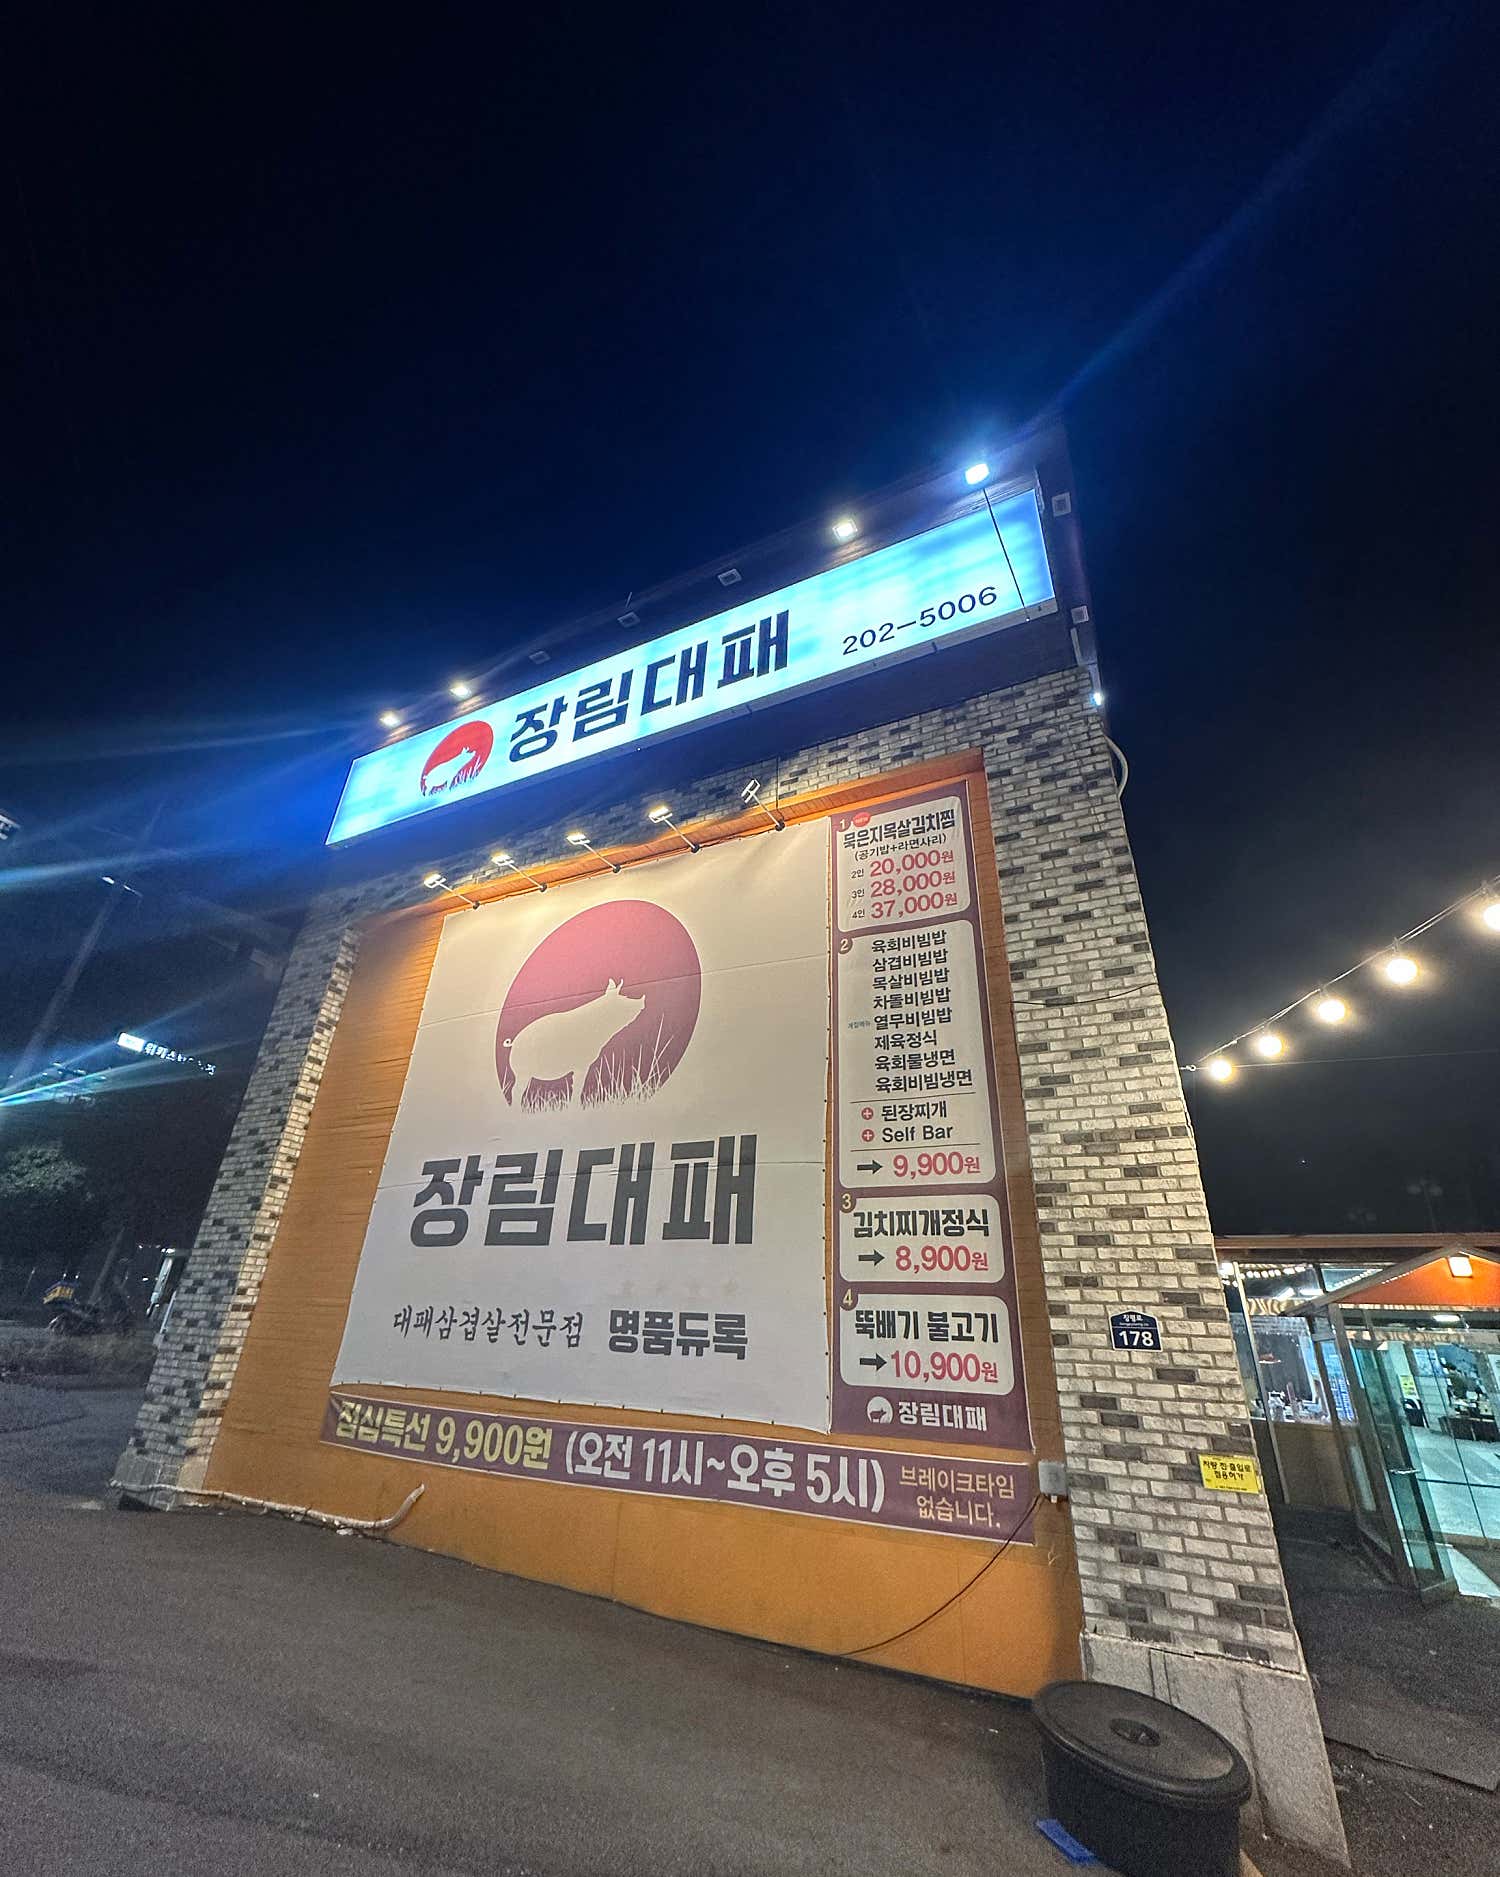 장림대패
202-5006
1
NEW
묵은지목살김치찜
(공기밥+라면사리)
2인 20,000원
3인 28,000원
4인 37,000원
2
육회비빔밥
삼겹비빔밥
목살비빔밥
차돌비빔밥
계절메뉴 열무비빔밥
제육정식
육회물냉면
육회비빔냉면
+ 된장찌개
+ Self Bar
→ 9,900원
3
김치찌개정식
→ 8,900원
4
뚝배기 불고기
→10,900원
장림대패
장림대패
대패삼겹살전문점 명품듀록
점심특선 9,900원 (오전 11시~오후 5시)
브레이크타임
없습니다.
178